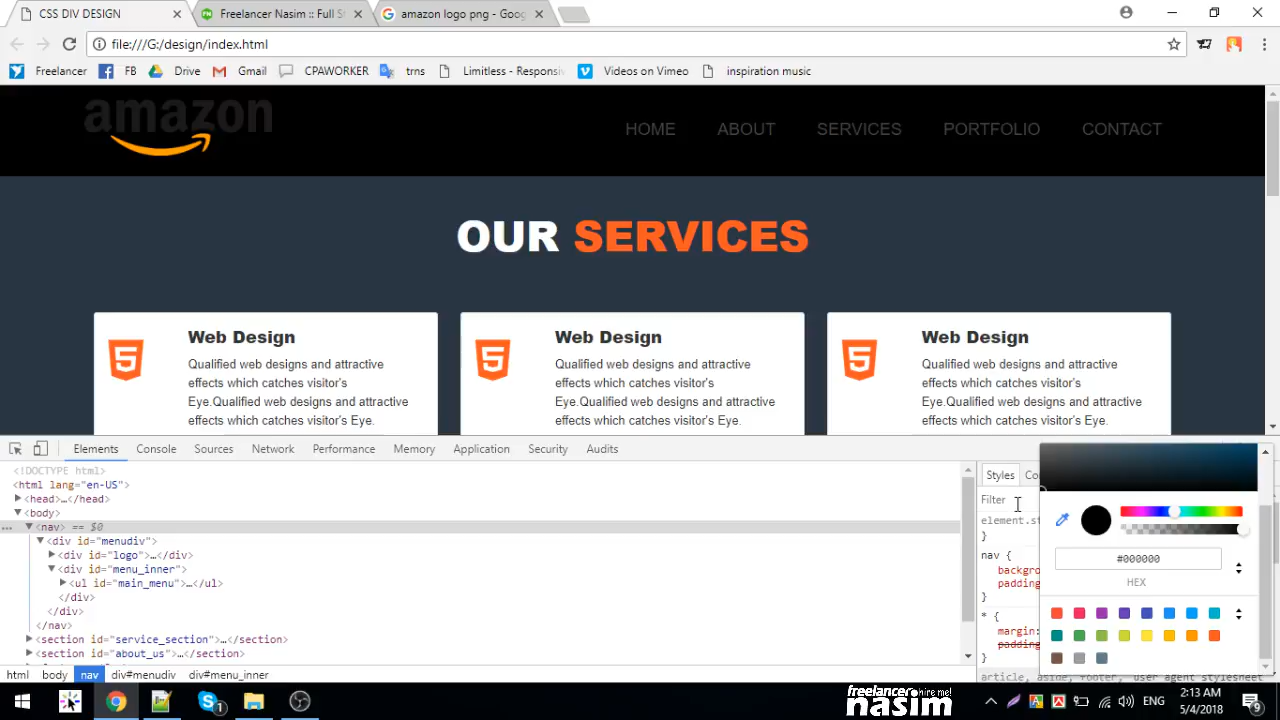 CSS DIV DESIGN
Freelancer Nasim :: Full S
amazon logo png - Goog
file:///G:/design/index.html
Freelancer
FB
Drive
Gmail
CPAWORKER
trns
Limitless - Responsiv
Videos on Vimeo
inspiration music
amazon
HOME ABOUT SERVICES PORTFOLIO CONTACT
OUR SERVICES
Web Design
Qualified web designs and attractive
effects which catches visitor's
Eye.Qualified web designs and attractive
effects which catches visitor's Eye.
Web Design
Qualified web designs and attractive
effects which catches visitor's
Eye.Qualified web designs and attractive
effects which catches visitor's Eye.
Web Design
Qualified web designs and attractive
effects which catches visitor's
Eye.Qualified web designs and attractive
effects which catches visitor's Eye.
Elements Console Sources Network Performance Memory Application Security Audits
<!DOCTYPE html>
<html lang="en-US">
<head>…</head>
<body>
… <nav> == $0
<div id="menudiv">
<div id="logo">…</div>
<div id="menu_inner">
<ul id="main_menu">…</ul>
</div>
</div>
</nav>
<section id="service_section">…</section>
<section id="about_us">…</section>
html body nav div#menudiv div#menu_inner
Styles Co
Filter
element.st
}
nav {
backgro
padding
}
* {
margin:
padding
}
article, aside, footer, user agent stylesheet
#000000
HEX
freelancer hire me!
nasim
ENG
2:13 AM
5/4/2018